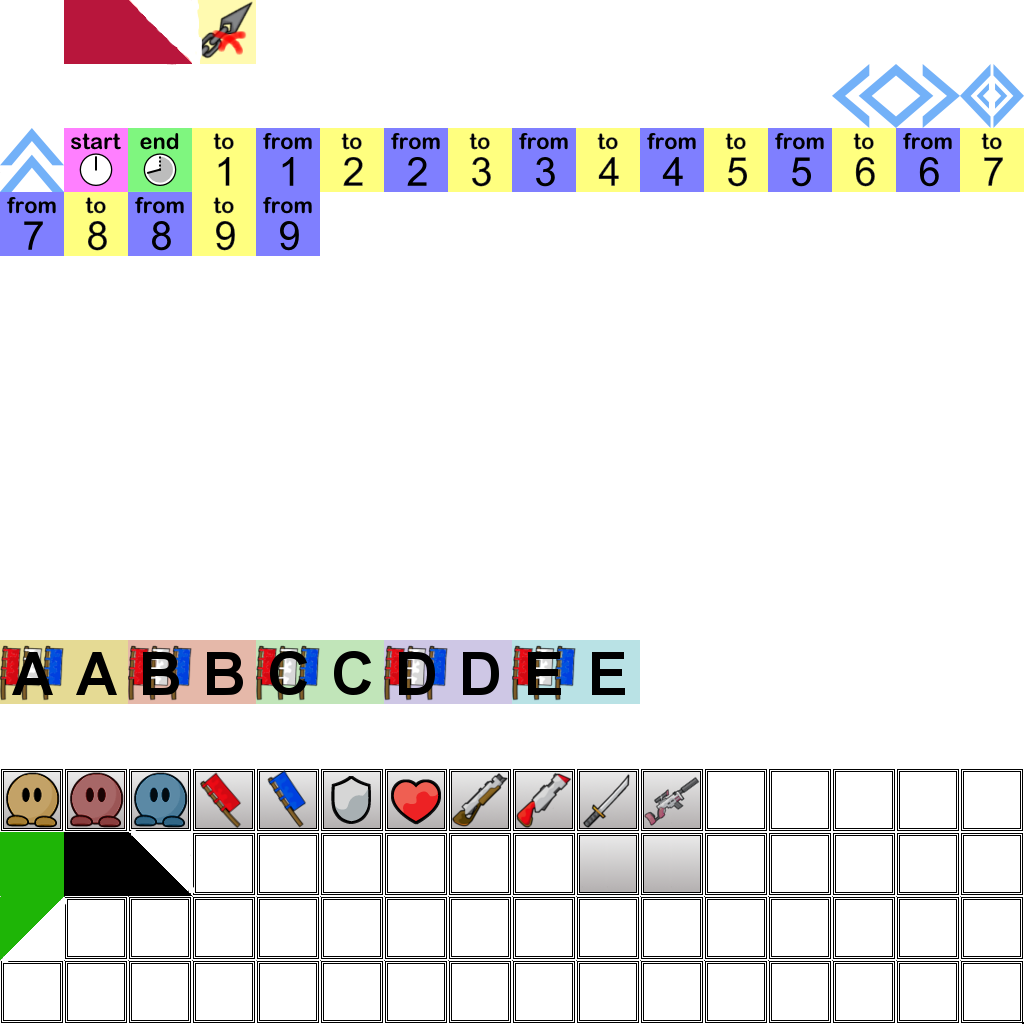 start end to from to from to from to from to from to from to
1 1 2 2 3 3 4 4 5 5 6 6 7
from to from to from
7 8 8 9 9
A A B B C C D D E E